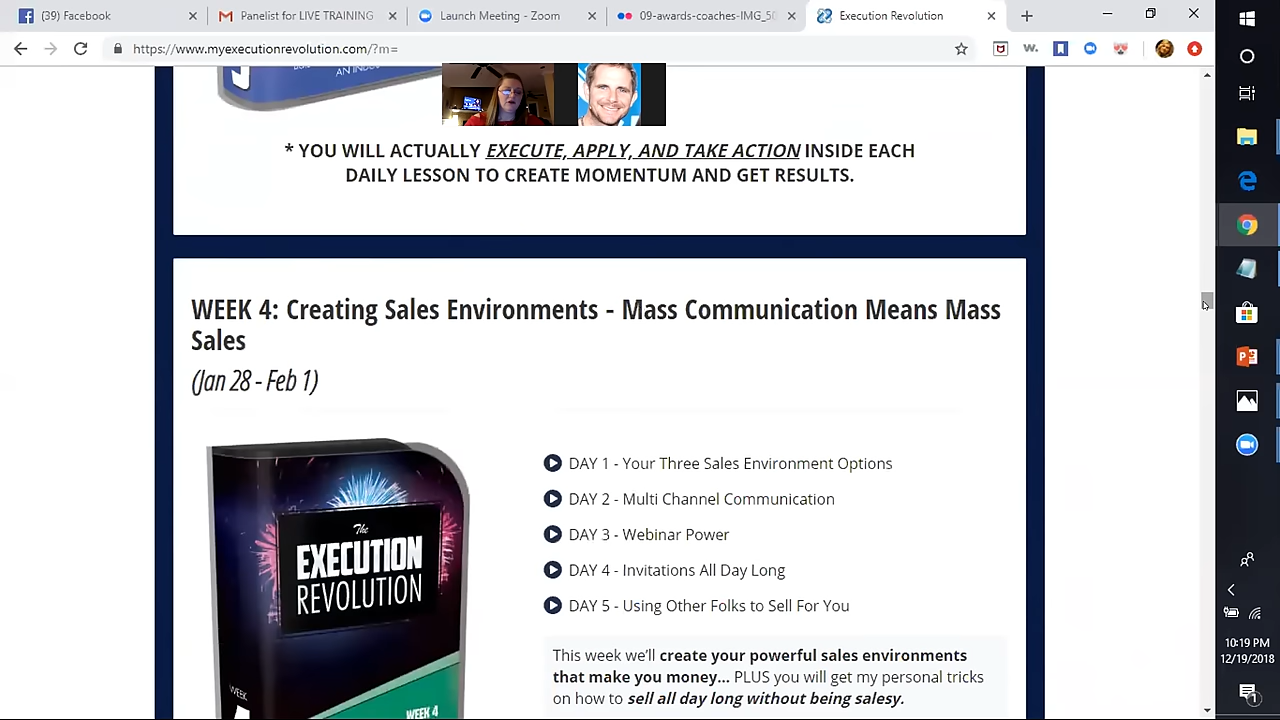 (39) Facebook
Panelist for LIVE TRAINING
Launch Meeting - Zoom
09-awards-coaches-IMG_50
Execution Revolution
https://www.myexecutionrevolution.com/?m=
w.
AN INDUS
* YOU WILL ACTUALLY EXECUTE, APPLY, AND TAKE ACTION INSIDE EACH
DAILY LESSON TO CREATE MOMENTUM AND GET RESULTS.
WEEK 4: Creating Sales Environments - Mass Communication Means Mass
Sales
(Jan 28 - Feb 1)
DAY 1 - Your Three Sales Environment Options
DAY 2 - Multi Channel Communication
DAY 3 - Webinar Power
DAY 4 - Invitations All Day Long
DAY 5 - Using Other Folks to Sell For You
The
EXECUTION
REVOLUTION
WEEK
WEEK 4
This week we'll create your powerful sales environments
that make you money... PLUS you will get my personal tricks
on how to sell all day long without being salesy.
10:19 PM
12/19/2018
1